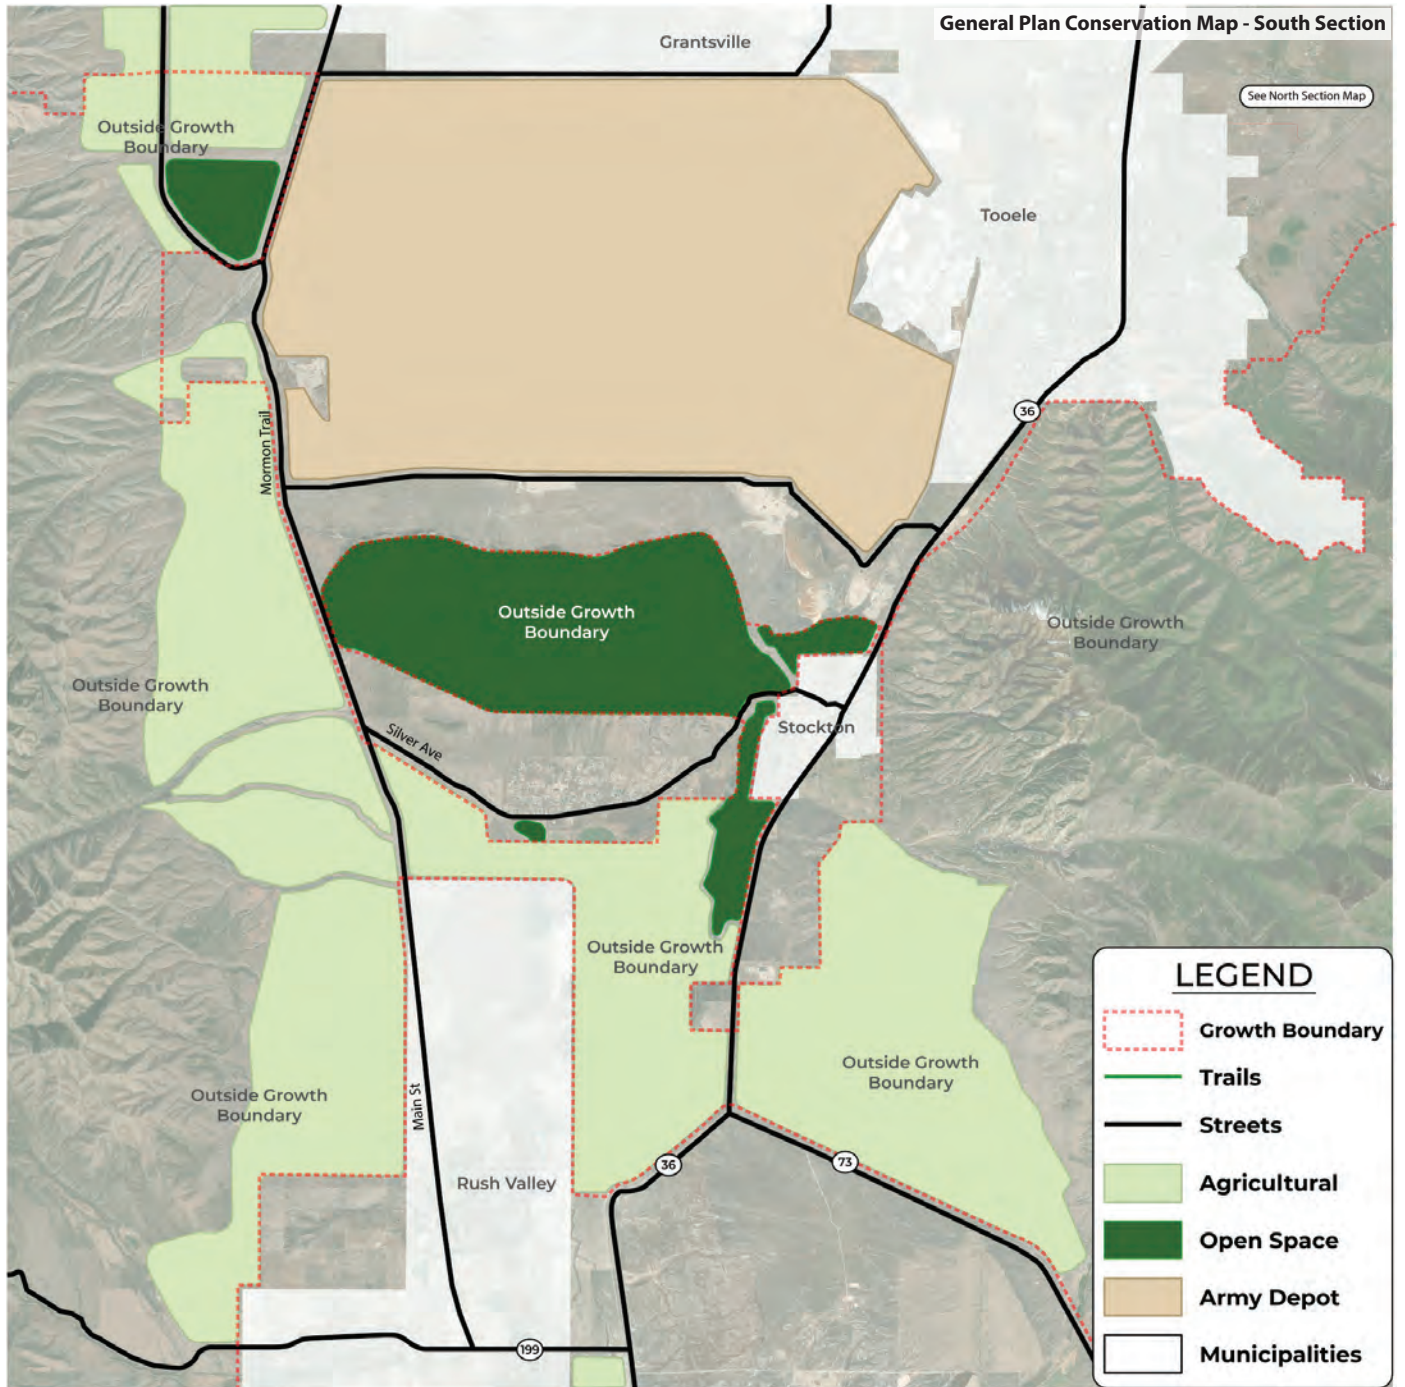 General Plan Conservation Map - South Section
Grantsville
See North Section Map
Outside Growth
Boundary
Tooele
36
Mormon Trail
Outside Growth
Boundary
Outside Growth
Boundary
Outside Growth
Boundary
Stockton
Silver Ave
Outside Growth
Boundary
Outside Growth
Boundary
Outside Growth
Boundary
Main St
36
73
Rush Valley
199
LEGEND
Growth Boundary
Trails
Streets
Agricultural
Open Space
Army Depot
Municipalities